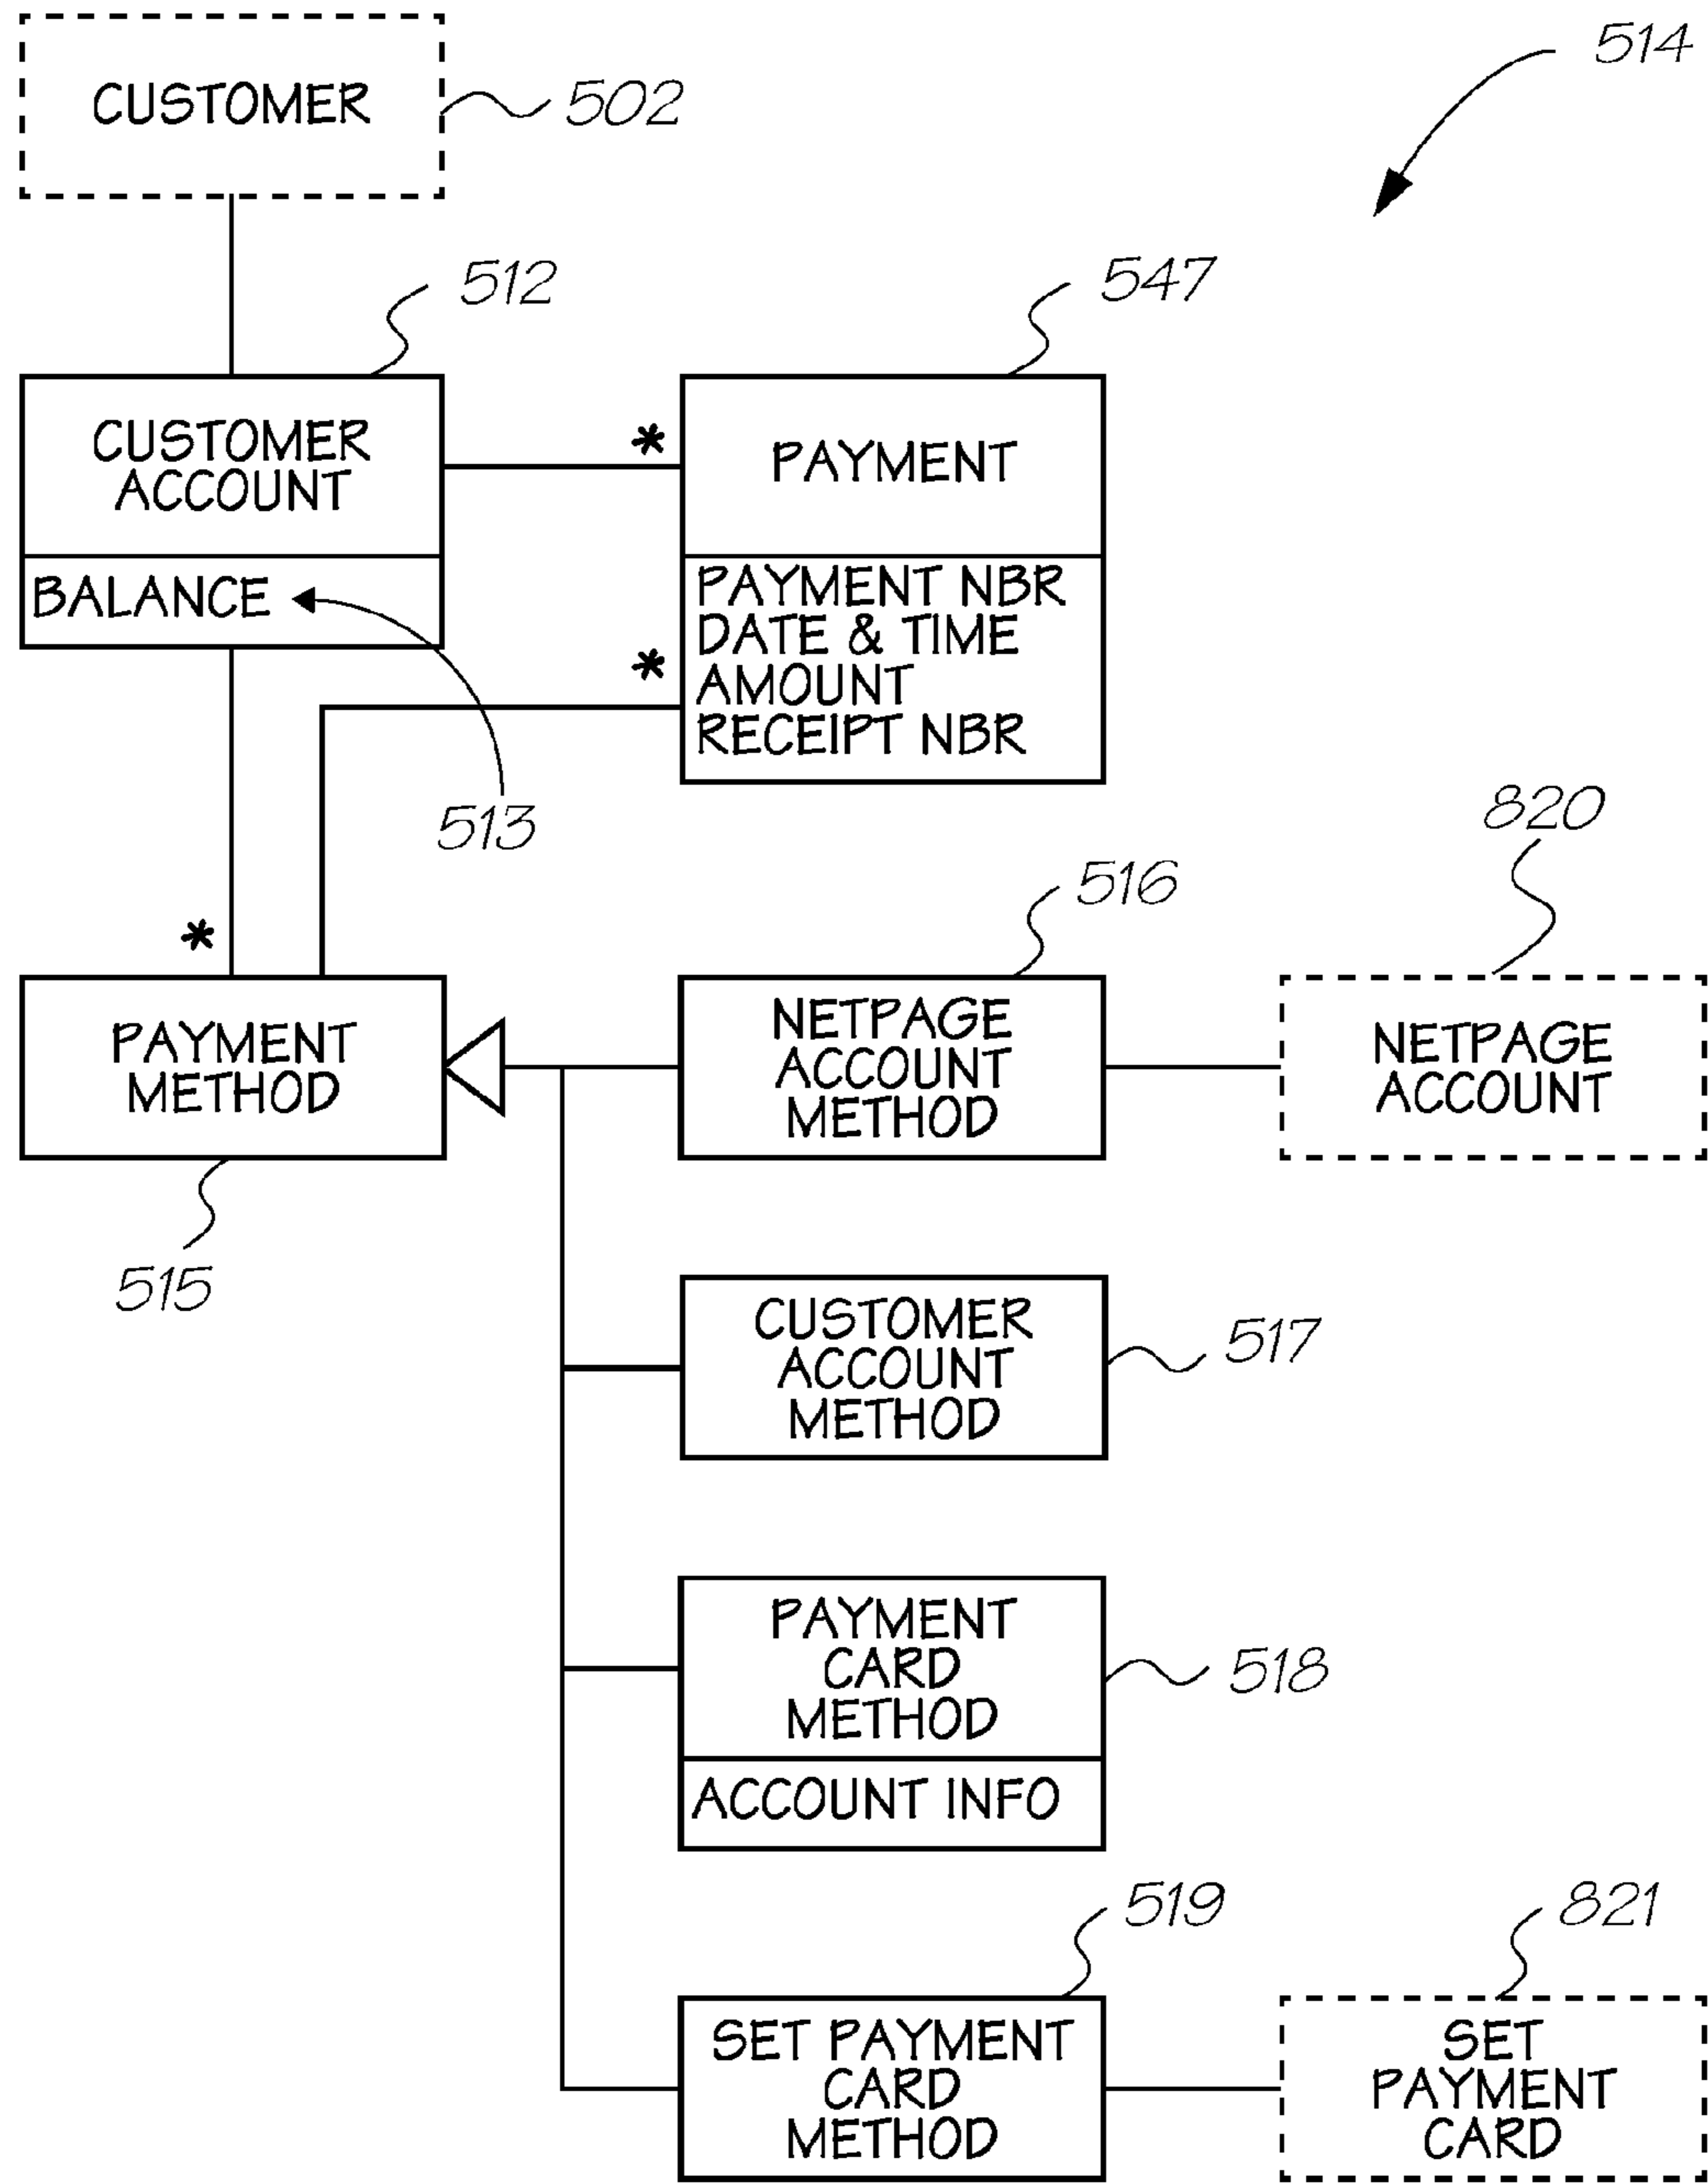 514
CUSTOMER
502
512
547
CUSTOMER
ACCOUNT
*
PAYMENT
BALANCE
PAYMENT NBR
DATE & TIME
*
AMOUNT
RECEIPT NBR
513
820
516
*
PAYMENT
METHOD
NETPAGE
ACCOUNT
METHOD
NETPAGE
ACCOUNT
515
CUSTOMER
ACCOUNT
METHOD
517
PAYMENT
CARD
METHOD
518
ACCOUNT INFO
519
821
SET PAYMENT
CARD
METHOD
SET
PAYMENT
CARD